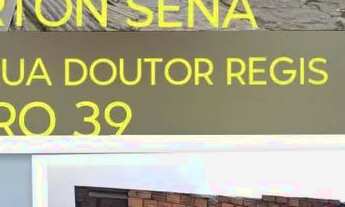 RTON SENA
UA DOUTOR REGIS
RO 39